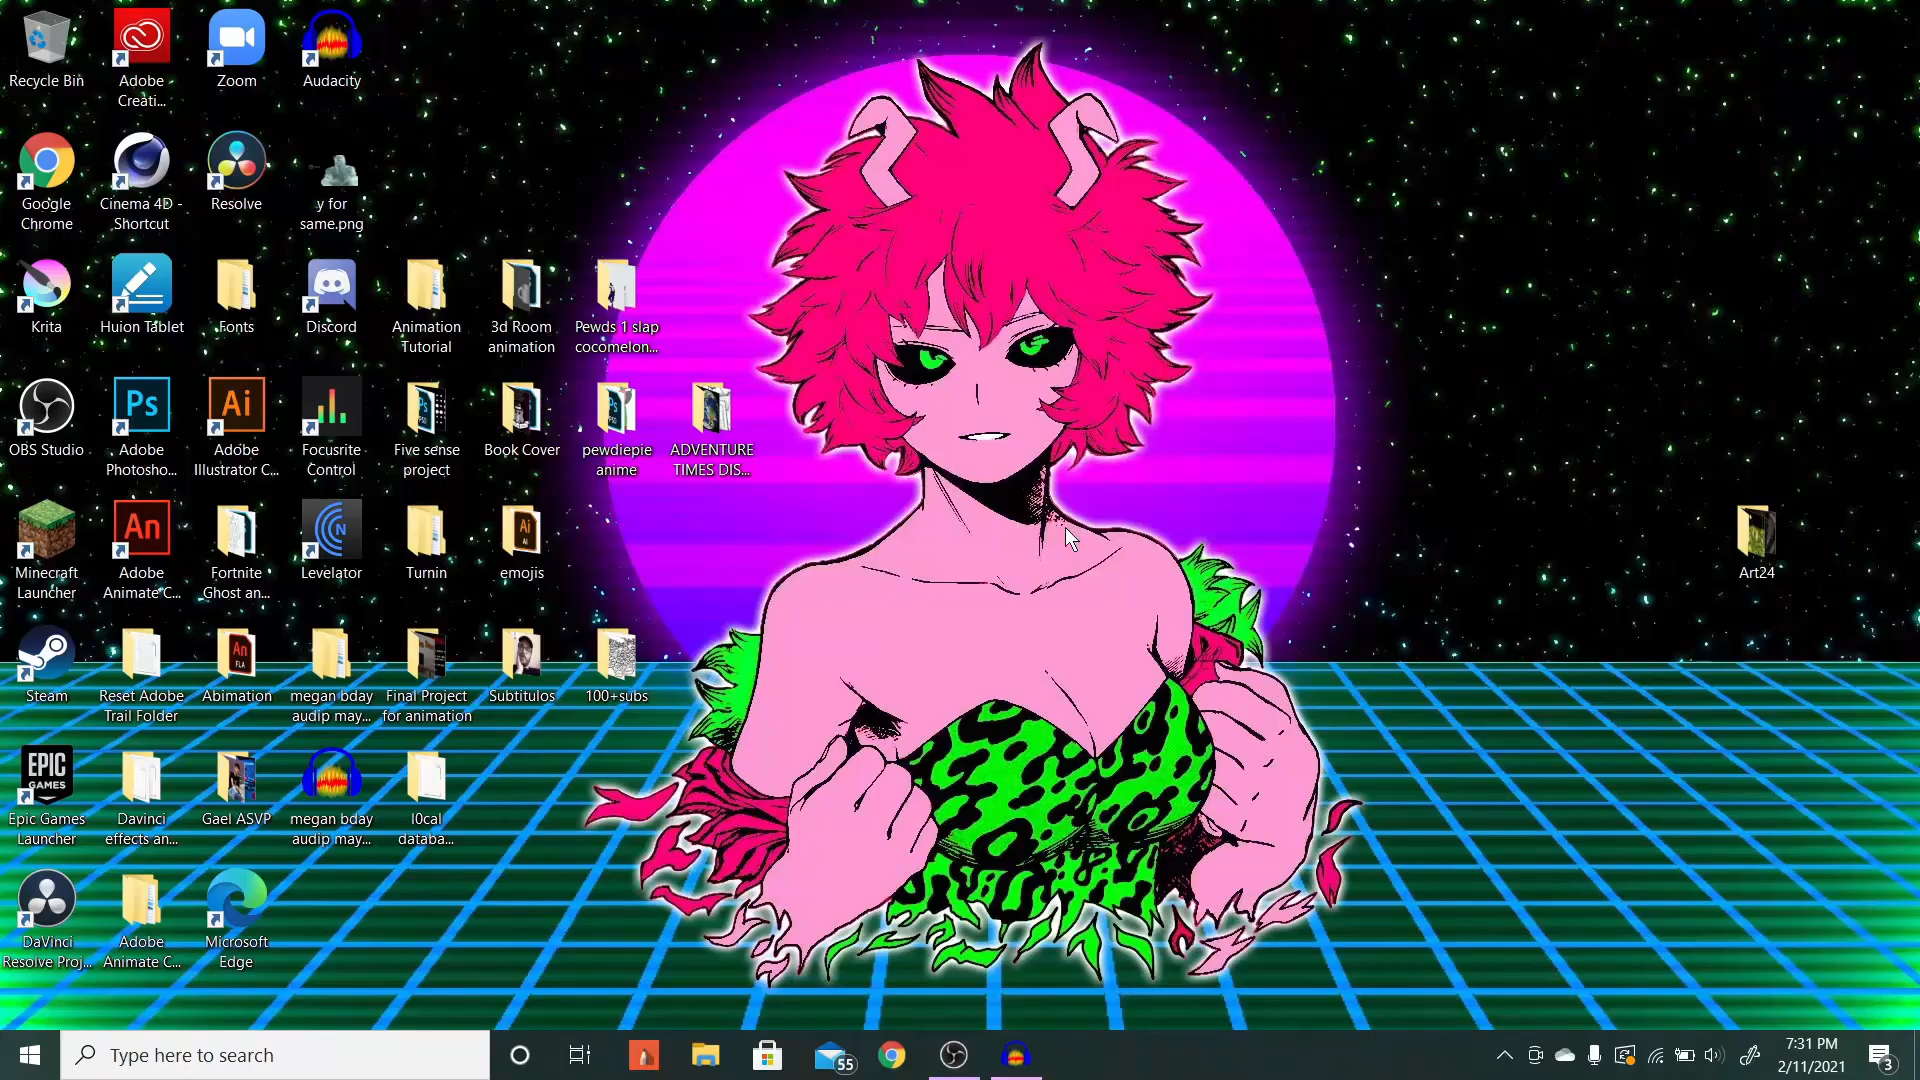 Recycle Bin
Adobe
Creati...
Zoom
Audacity
Google
Chrome
Cinema 4D -
Shortcut
Resolve
y for
same.png
Krita
Huion Tablet
Fonts
Discord
Animation
Tutorial
3d Room
animation
Pewds 1 slap
cocomelon...
OBS Studio
Ps
Adobe
Photosho...
Ai
Adobe
Illustrator C...
Focusrite
Control
Five sense
project
Book Cover
pewdiepie
anime
ADVENTURE
TIMES DIS...
Minecraft
Launcher
An
Adobe
Animate C...
Fortnite
Ghost an...
N
Levelator
Turnin
Ai
emojis
Art24
Steam
Reset Adobe
Trail Folder
An
FLA
Abimation
megan bday
audip may...
Final Project
for animation
Subtitulos
100+subs
EPIC
GAMES
Epic Games
Launcher
Davinci
effects an...
Gael ASVP
megan bday
audip may...
l0cal
databa...
DaVinci
Resolve Proj...
Adobe
Animate C...
Microsoft
Edge
Type here to search
55
7:31 PM
2/11/2021
3